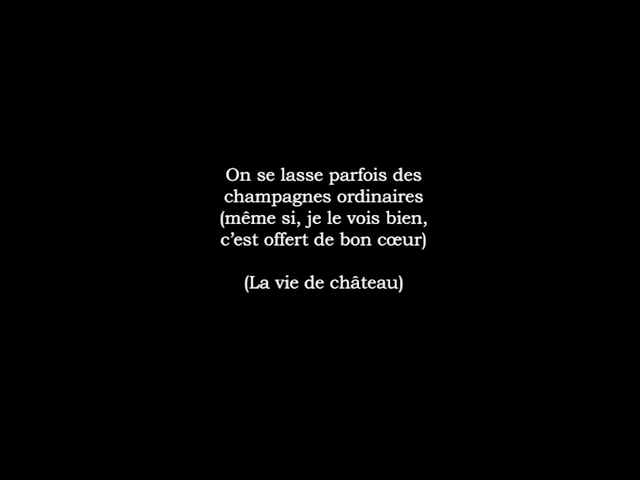 On se lasse parfois des
champagnes ordinaires
(même si, je le vois bien,
c’est offert de bon cœur)
(La vie de château)